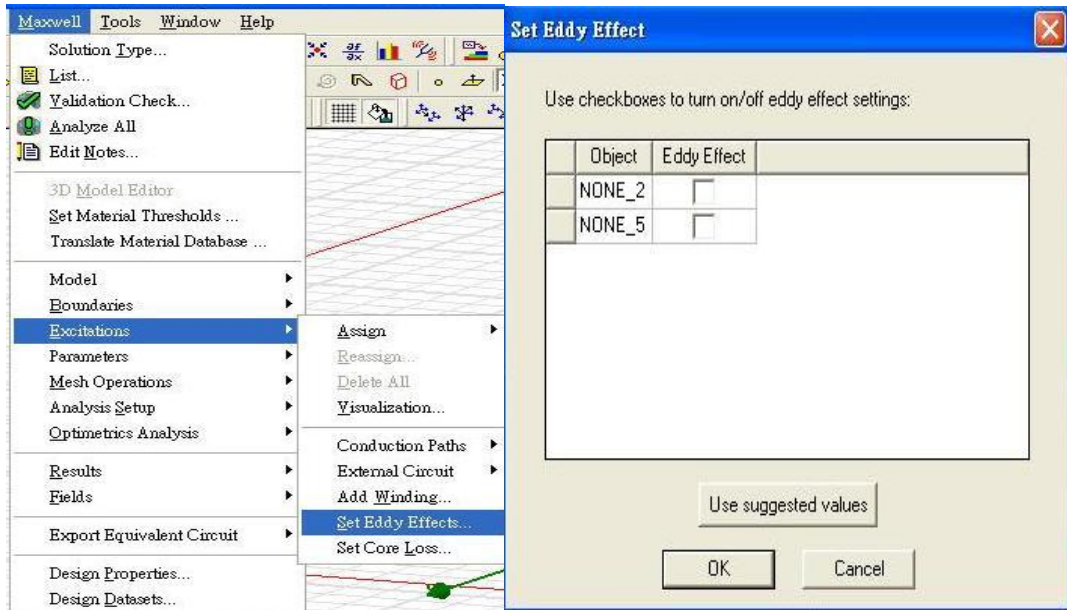 Maxwell Tools Window Help
Solution Type...
List...
Validation Check...
Analyze All
Edit Notes...
3D Model Editor
Set Material Thresholds ...
Translate Material Database ...
Model
Boundaries
Excitations
Parameters
Mesh Operations
Analysis Setup
Optimetrics Analysis
Results
Fields
Export Equivalent Circuit
Design Properties...
Design Datasets...
Assign
Reassign...
Delete All
Visualization...
Conduction Paths
External Circuit
Add Winding...
Set Eddy Effects...
Set Core Loss...
Set Eddy Effect
Use checkboxes to turn on/off eddy effect settings:
Object Eddy Effect
NONE_2
NONE_5
Use suggested values
OK Cancel